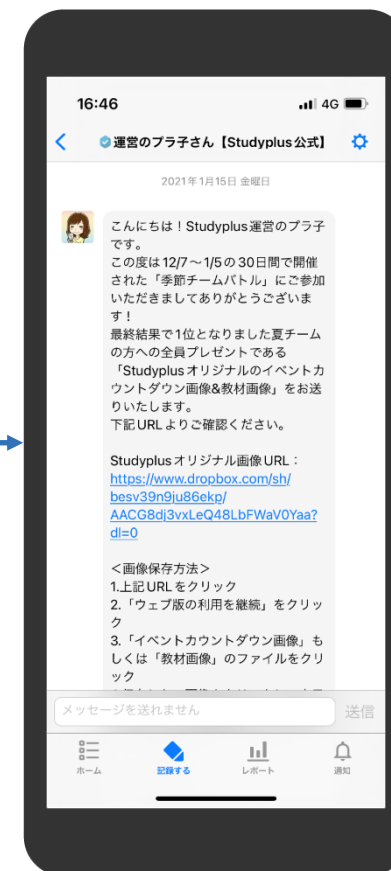 16:46
4G
運営のプラ子さん【Studyplus公式】
2021年1月15日 金曜日
こんにちは！Studyplus運営のプラ子
です。
この度は12/7～1/5の30日間で開催
された「季節チームバトル」にご参加
いただきましてありがとうございま
す！
最終結果で1位となりました夏チーム
の方への全員プレゼントである
「Studyplusオリジナルのイベントカ
ウントダウン画像&教材画像」をお送
りいたします。
下記URLよりご確認ください。
Studyplusオリジナル画像URL：
https://www.dropbox.com/sh/
besv39n9ju86ekp/
AACG8dj3vxLeQ48LbFWaV0Yaa?
dl=0
＜画像保存方法＞
1.上記URLをクリック
2.「ウェブ版の利用を継続」をクリッ
ク
3.「イベントカウントダウン画像」も
しくは「教材画像」のファイルをクリ
ック
メッセージを送れません
送信
ホーム
記録する
レポート
通知